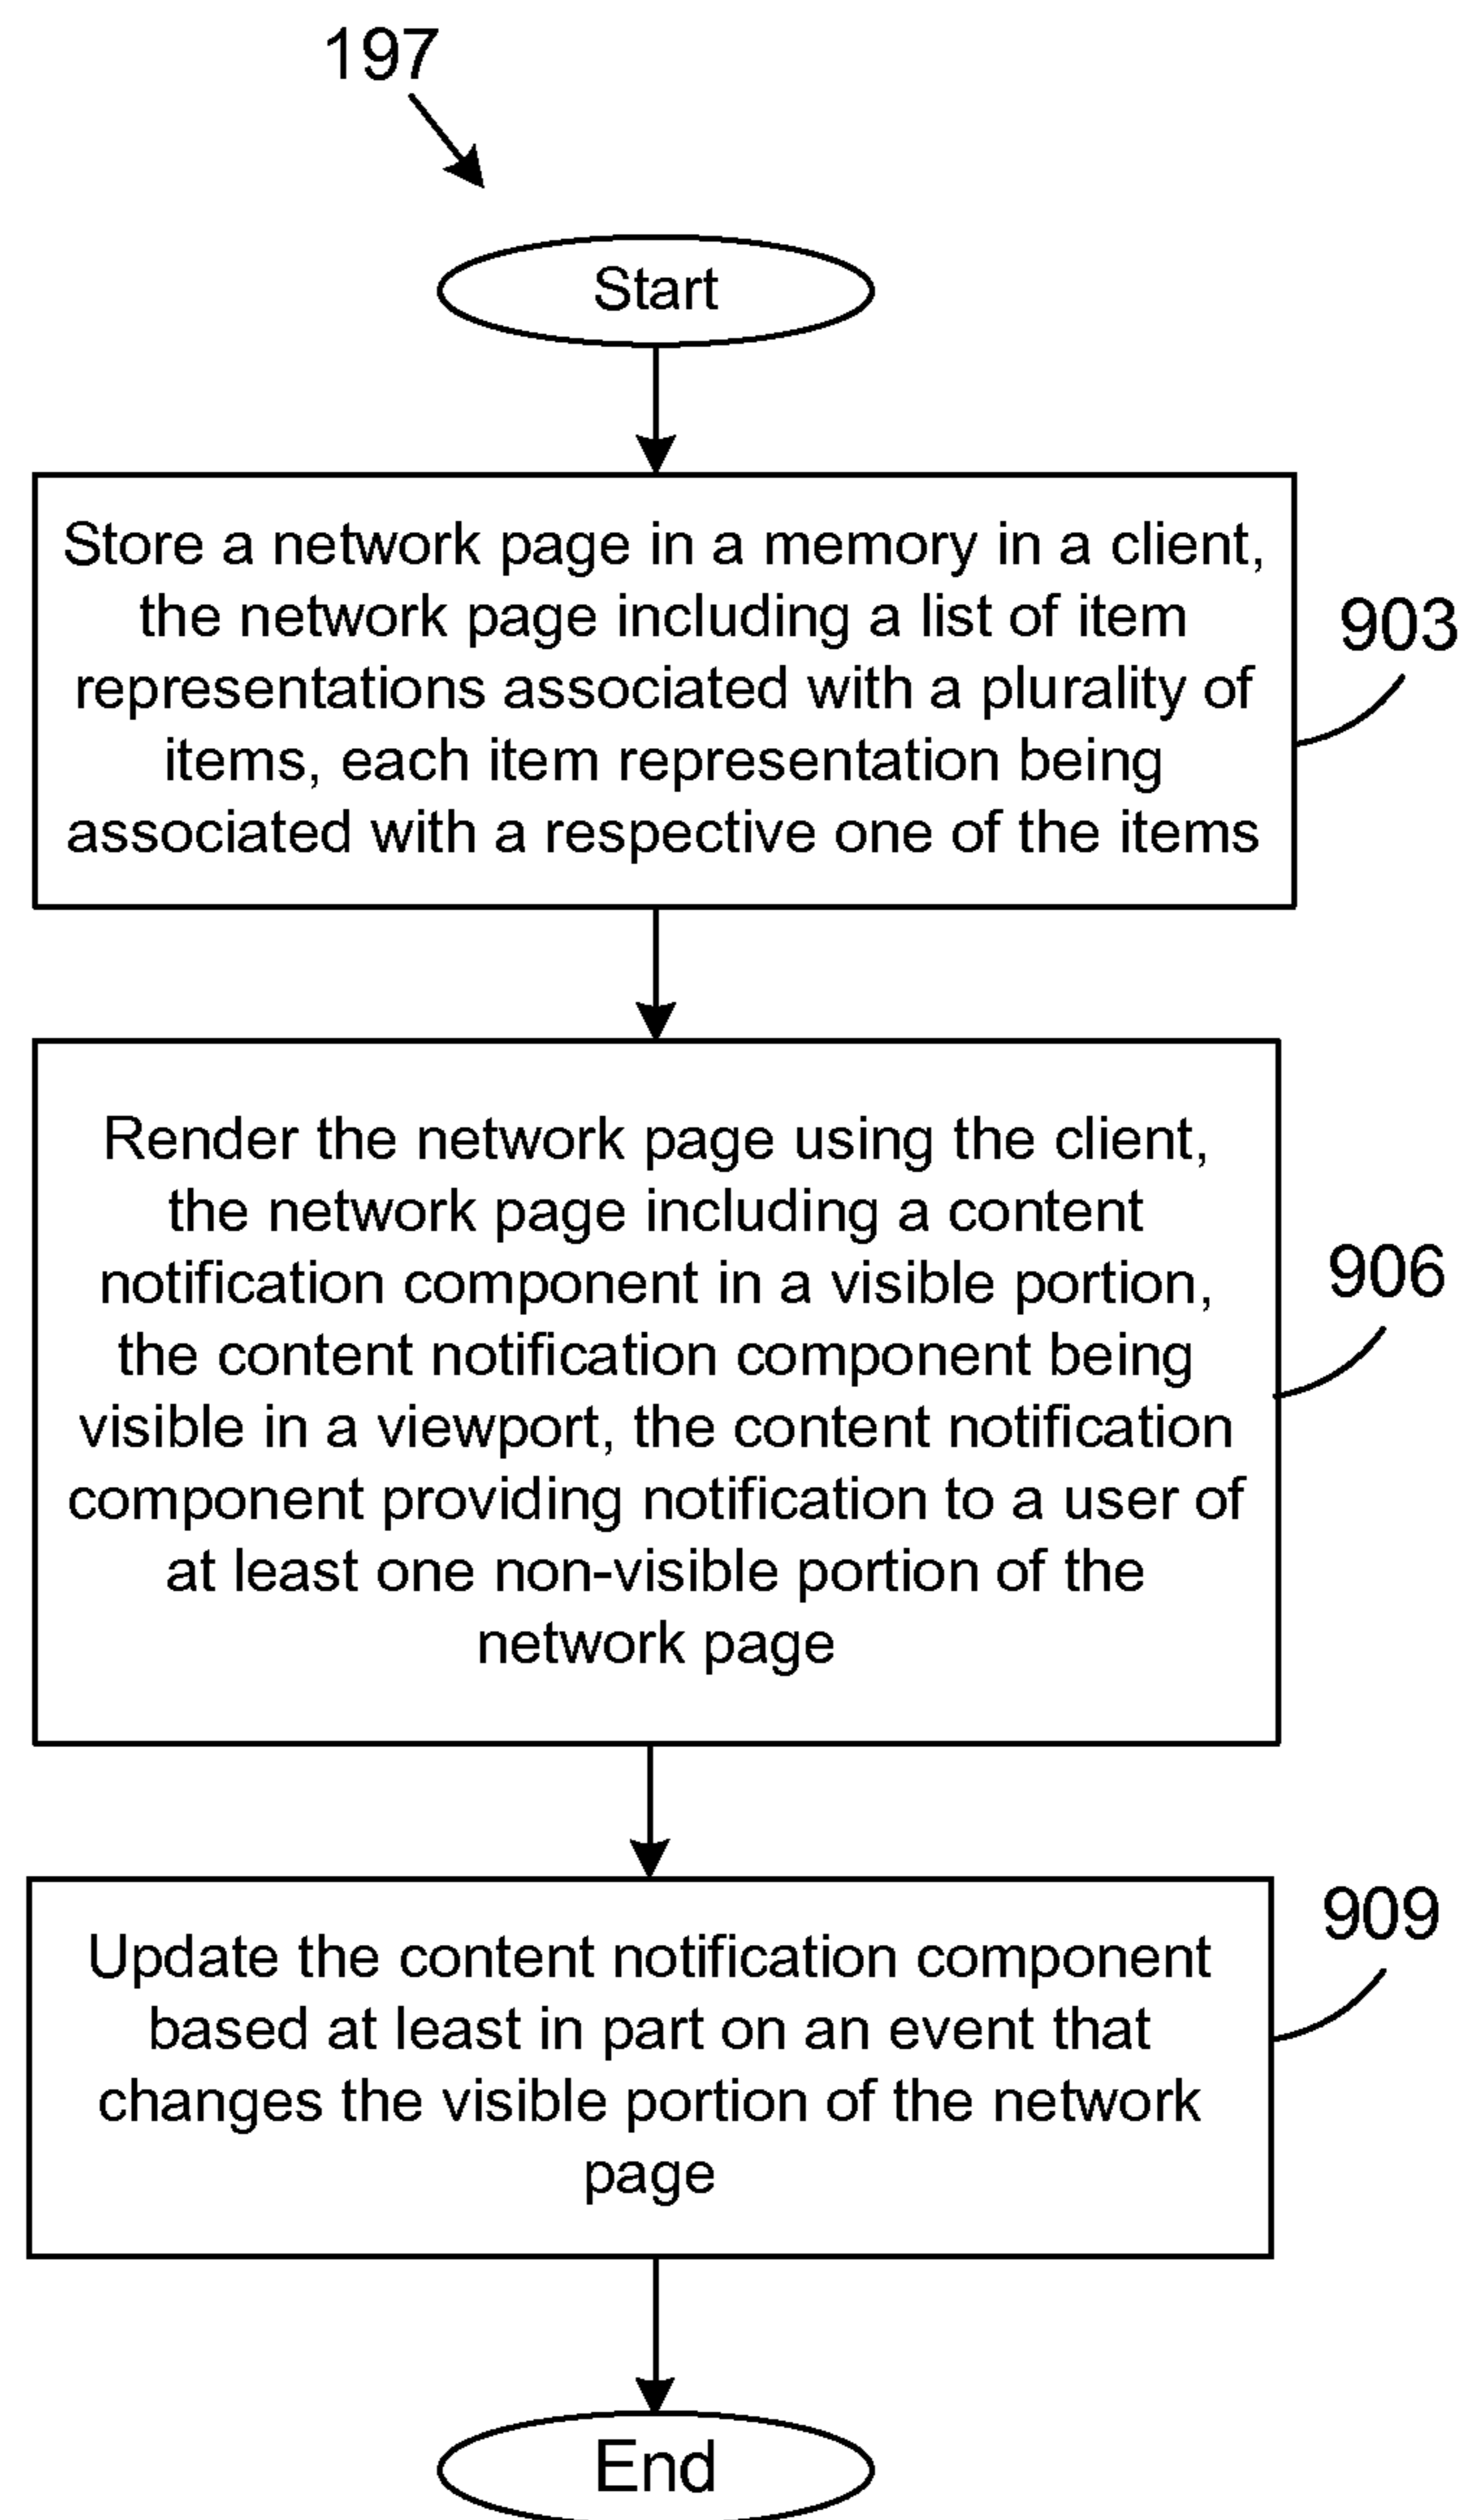 197
Start
Store a network page in a memory in a client,
the network page including a list of item
representations associated with a plurality of
items, each item representation being
associated with a respective one of the items
903
Render the network page using the client,
the network page including a content
notification component in a visible portion,
the content notification component being
visible in a viewport, the content notification
component providing notification to a user of
at least one non-visible portion of the
network page
906
Update the content notification component
based at least in part on an event that
changes the visible portion of the network
page
909
End